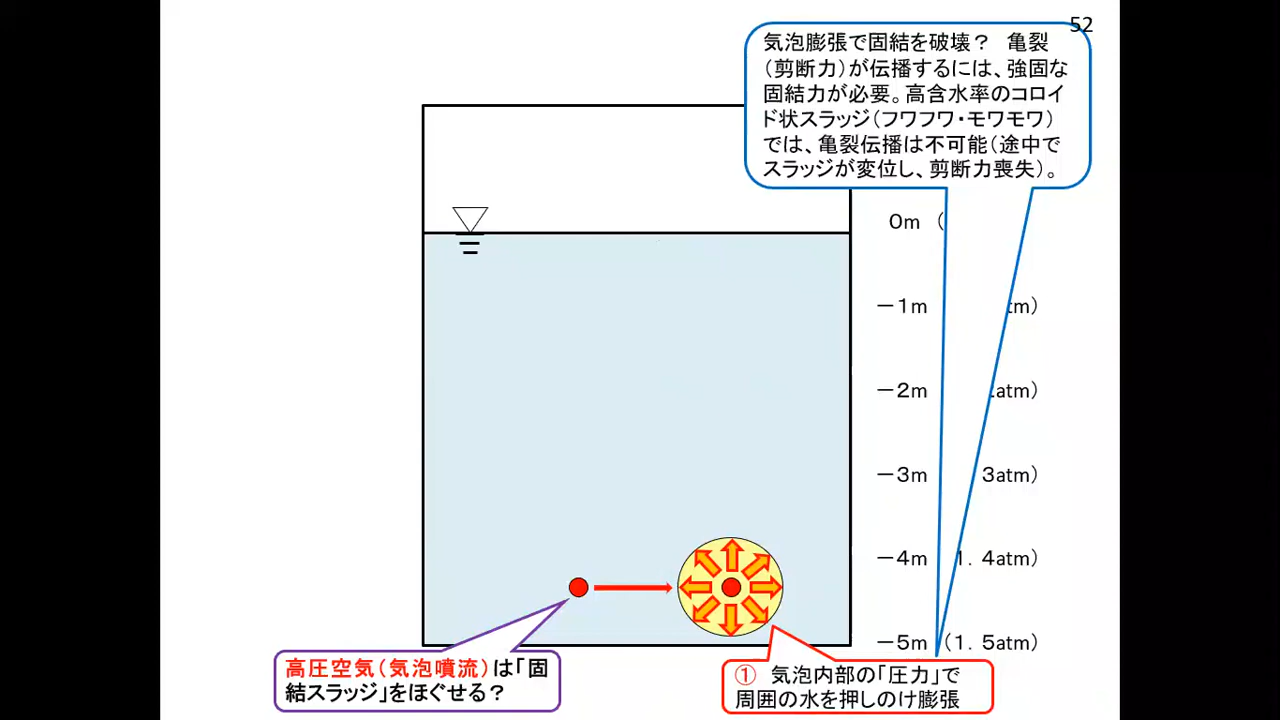 52
気泡膨張で固結を破壊？ 亀裂
（剪断力）が伝播するには、強固な
固結力が必要。高含水率のコロイ
ド状スラッジ（フワフワ・モワモワ）
では、亀裂伝播は不可能（途中で
スラッジが変位し、剪断力喪失）。
0m （
－1m tm）
－2m .atm）
－3m 3atm）
－4m 1．4atm）
－5m （1．5atm）
高圧空気（気泡噴流）は「固
結スラッジ」をほぐせる？
① 気泡内部の「圧力」で
周囲の水を押しのけ膨張